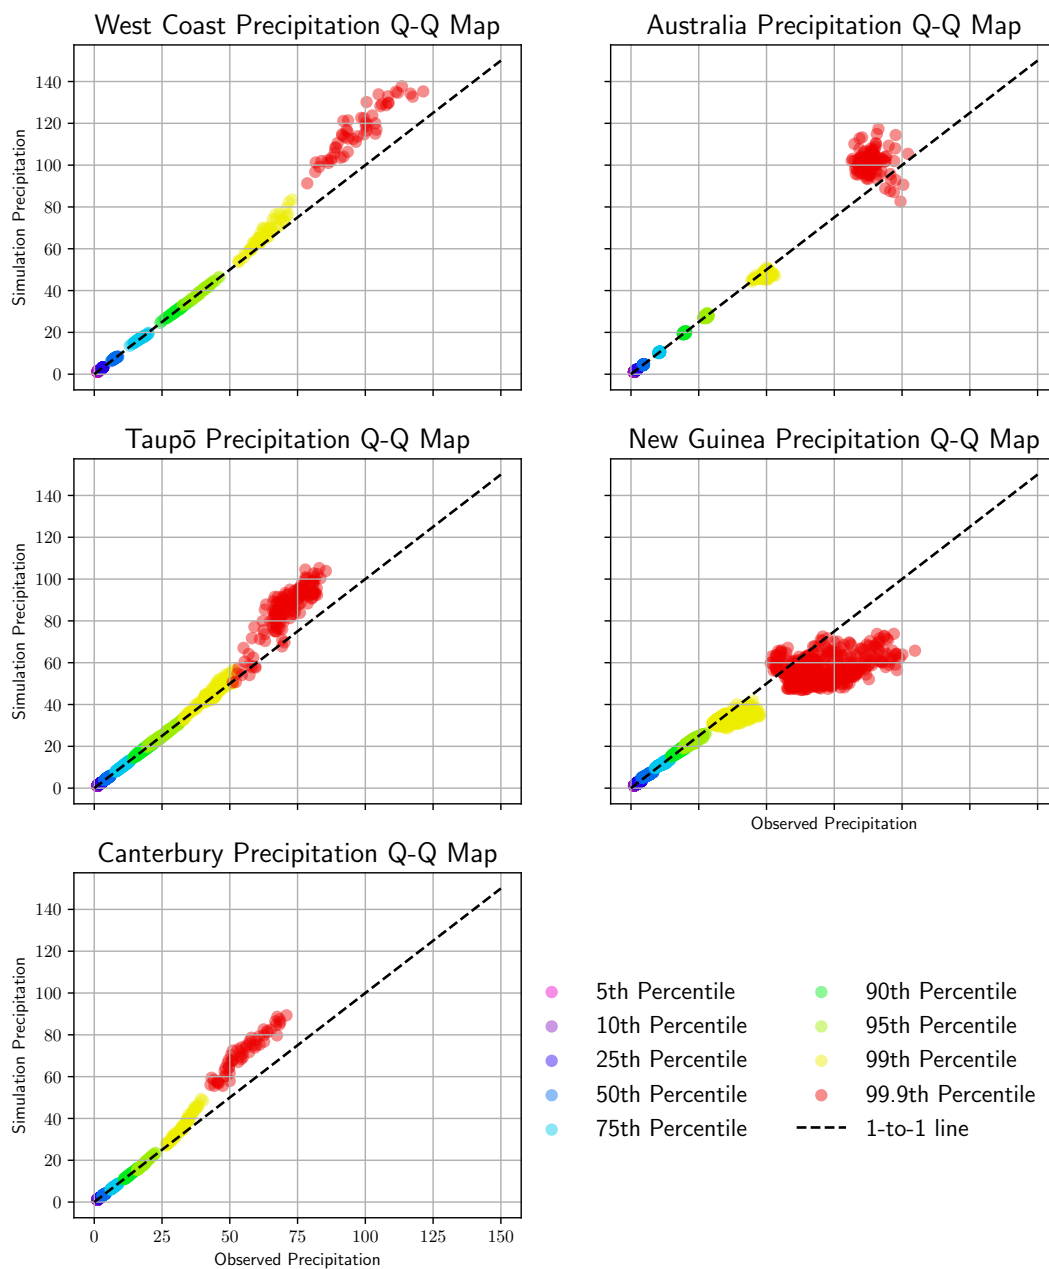 West Coast Precipitation Q-Q Map
Simulation Precipitation
140
120
100
80
60
40
20
0
Australia Precipitation Q-Q Map
Taupō Precipitation Q-Q Map
Simulation Precipitation
140
120
100
80
60
40
20
0
New Guinea Precipitation Q-Q Map
Observed Precipitation
Canterbury Precipitation Q-Q Map
Simulation Precipitation
140
120
100
80
60
40
20
0
0 25 50 75 100 125 150
Observed Precipitation
5th Percentile
10th Percentile
25th Percentile
50th Percentile
75th Percentile
90th Percentile
95th Percentile
99th Percentile
99.9th Percentile
1-to-1 line